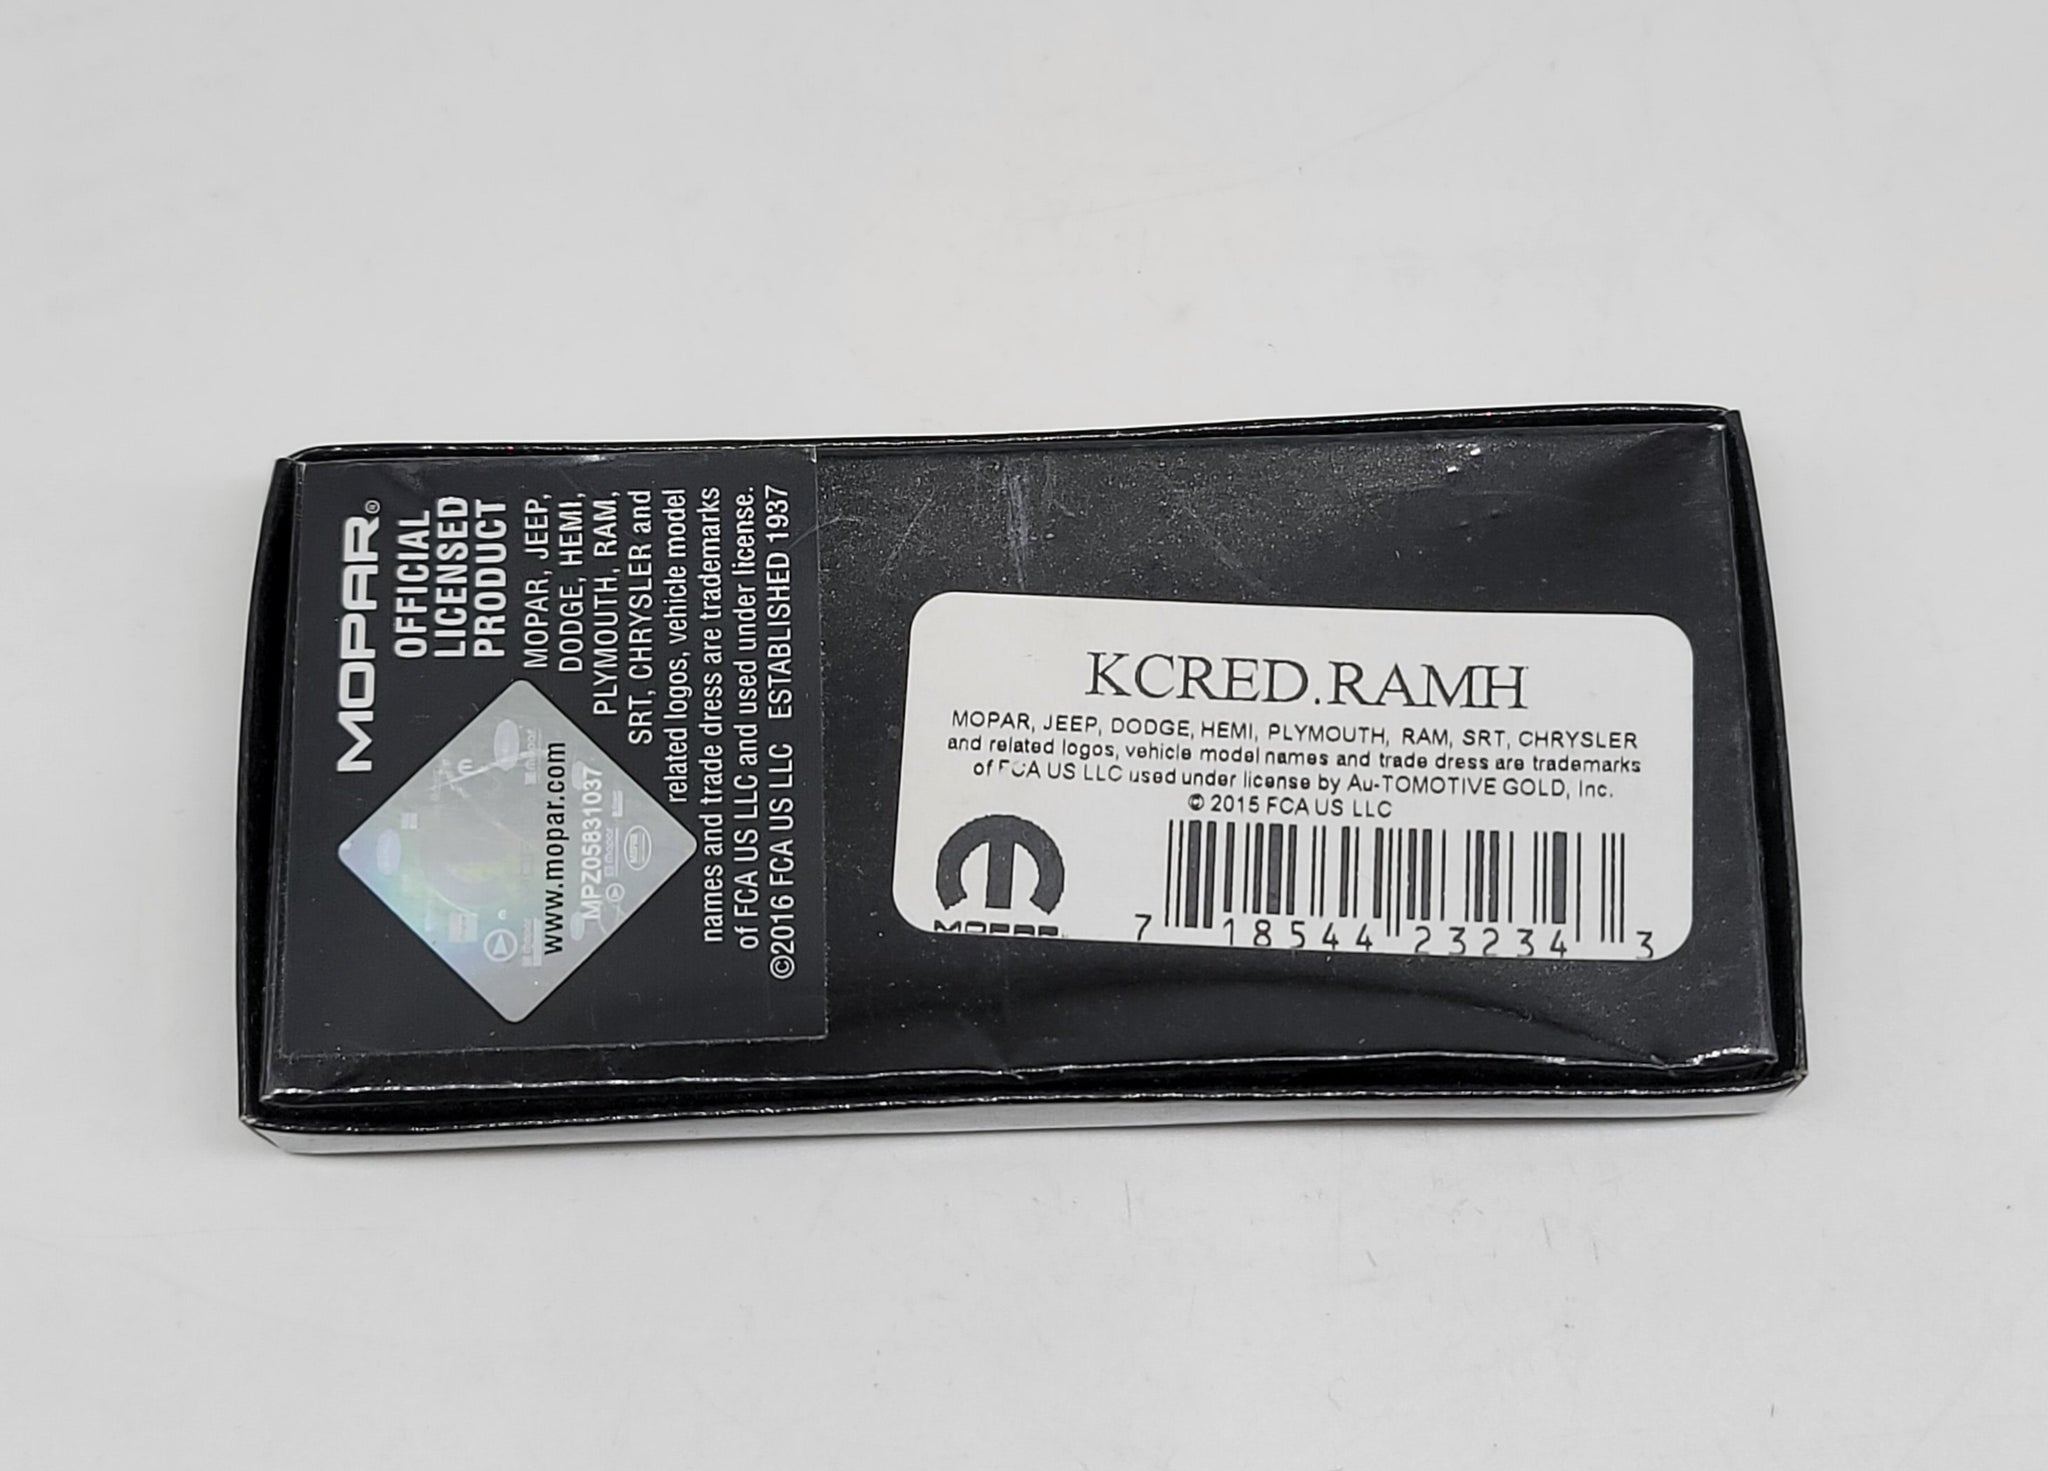 MOPAR®
OFFICIAL
LICENSED
PRODUCT
MOPAR, JEEP,
DODGE, HEMI,
PLYMOUTH, RAM,
SRT, CHRYSLER and
related logos, vehicle model
names and trade dress are trademarks
of FCA US LLC and used under license.
©2016 FCA US LLC ESTABLISHED 1937
www.mopar.com
MPZ05831037
KCRED.RAMH
MOPAR, JEEP, DODGE, HEMI, PLYMOUTH, RAM, SRT, CHRYSLER
and related logos, vehicle model names and trade dress are trademarks
of FCA US LLC used under license by Au-TOMOTIVE GOLD, Inc.
© 2015 FCA US LLC
MOPAR
7 18544 23234 3